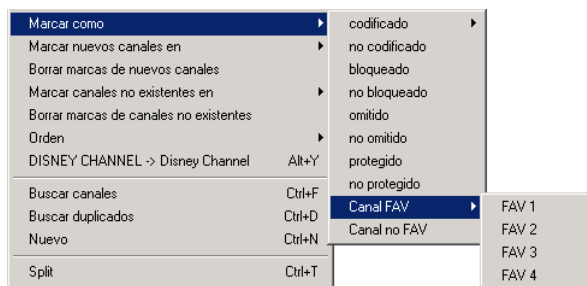 Marcar como
Marcar nuevos canales en
Borrar marcas de nuevos canales
Marcar canales no existentes en
Borrar marcas de canales no existentes
Orden
DISNEY CHANNEL -> Disney Channel Alt+Y
Buscar canales Ctrl+F
Buscar duplicados Ctrl+D
Nuevo Ctrl+N
Split Ctrl+T
codificado
no codificado
bloqueado
no bloqueado
omitido
no omitido
protegido
no protegido
Canal FAV
Canal no FAV
FAV 1
FAV 2
FAV 3
FAV 4